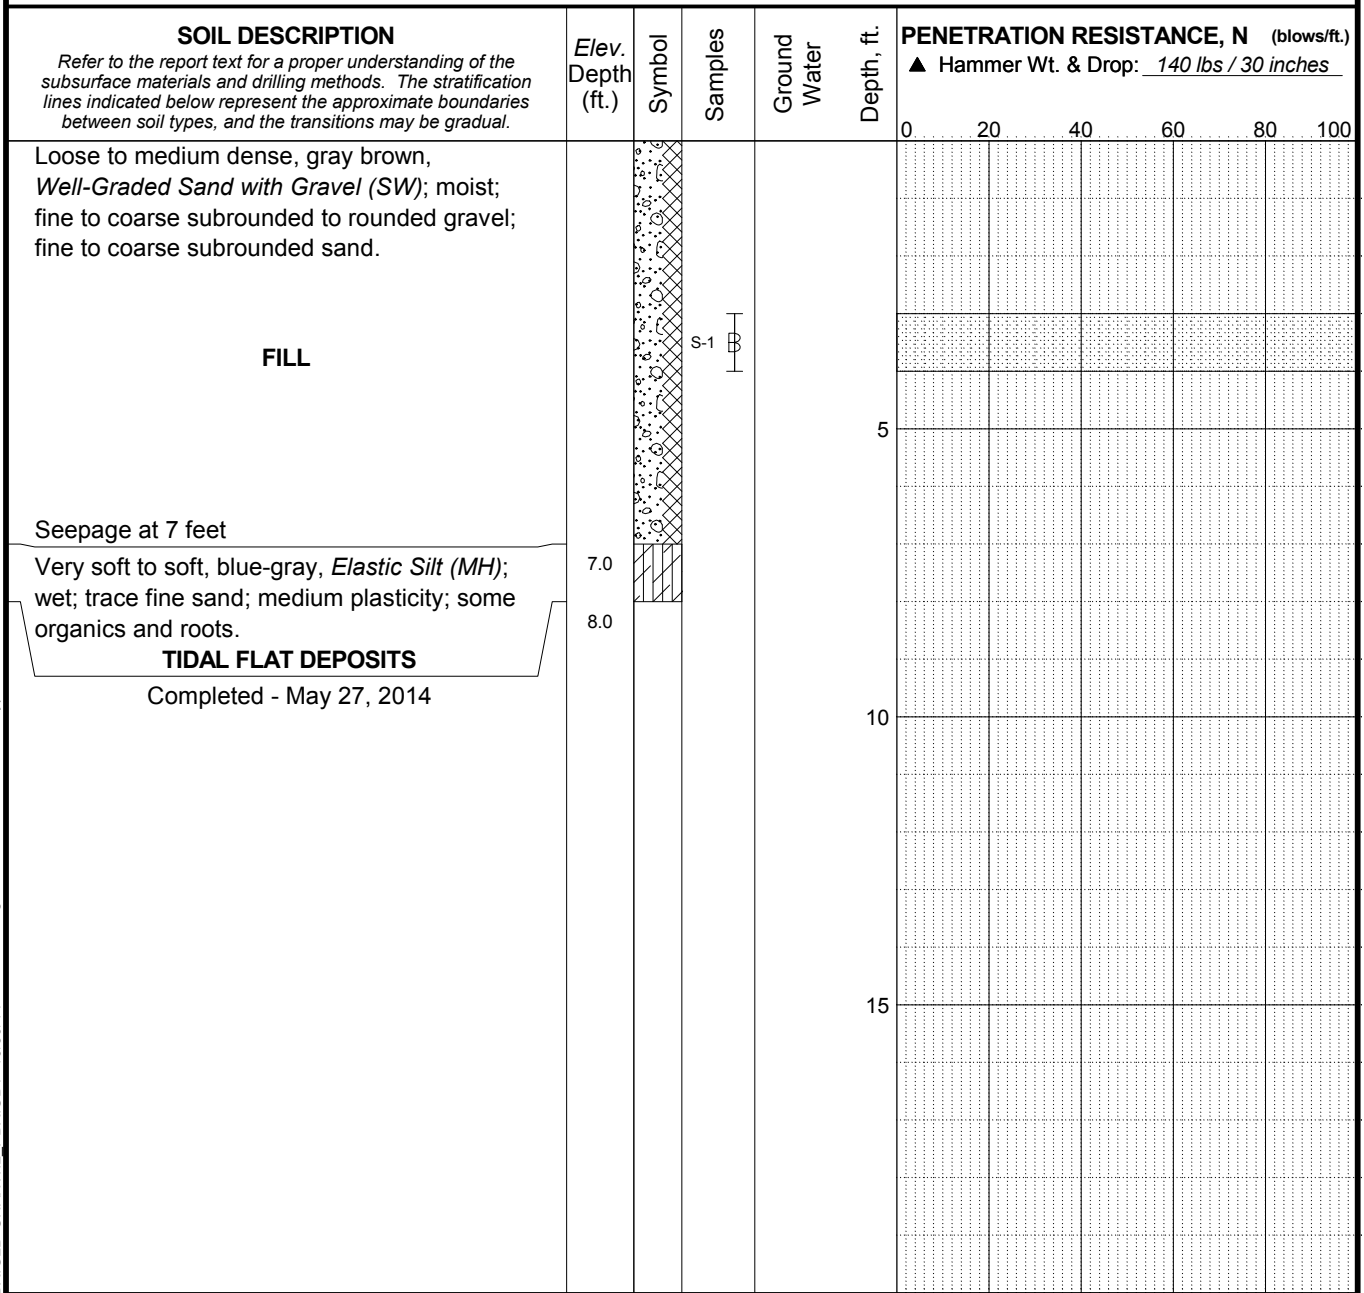 SOIL DESCRIPTION
Refer to the report text for a proper understanding of the
subsurface materials and drilling methods. The stratification
lines indicated below represent the approximate boundaries
between soil types, and the transitions may be gradual.
Elev.
Depth
(ft.)
Symbol
Samples
Ground
Water
Depth, ft.
PENETRATION RESISTANCE, N (blows/ft.)
▲ Hammer Wt. & Drop: 140 lbs / 30 inches
0 20 40 60 80 100
Loose to medium dense, gray brown,
Well-Graded Sand with Gravel (SW); moist;
fine to coarse subrounded to rounded gravel;
fine to coarse subrounded sand.
S-1 B
FILL
5
Seepage at 7 feet
7.0
Very soft to soft, blue-gray, Elastic Silt (MH);
wet; trace fine sand; medium plasticity; some
organics and roots.
8.0
TIDAL FLAT DEPOSITS
Completed - May 27, 2014
10
15